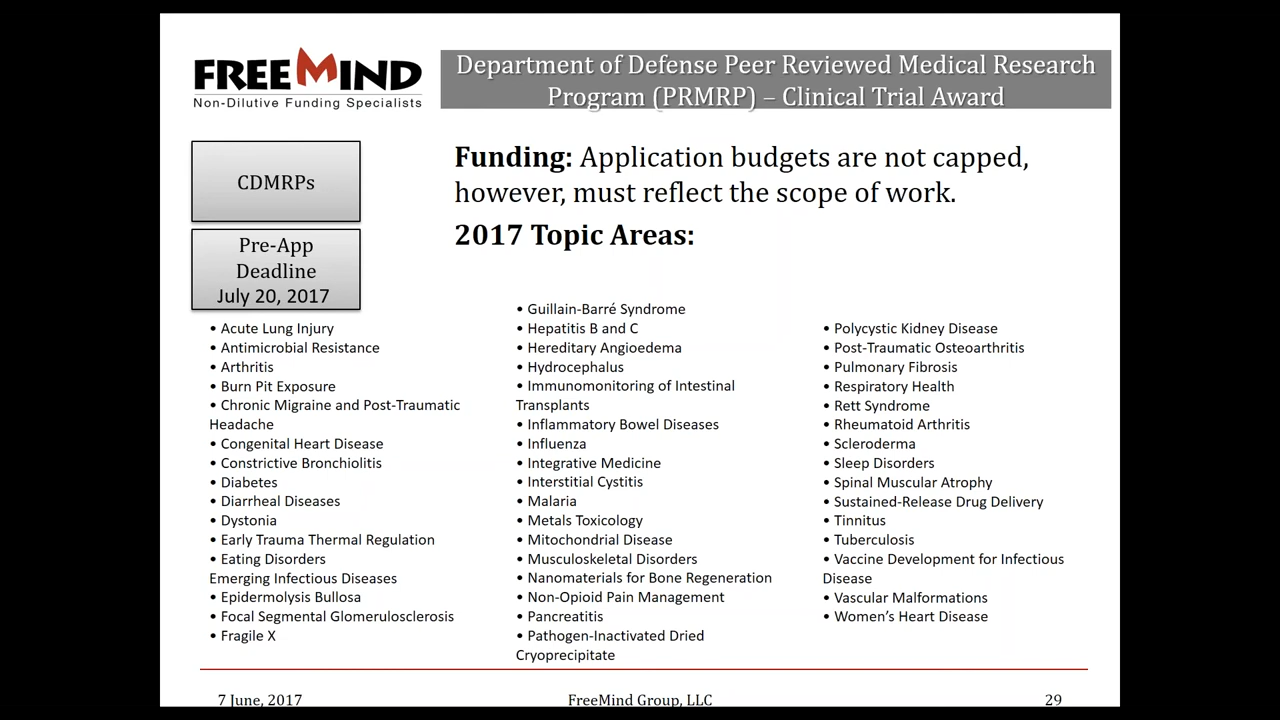 FREEMIND
Non-Dilutive Funding Specialists
Department of Defense Peer Reviewed Medical Research
Program (PRMRP) – Clinical Trial Award
CDMRPs
Pre-App
Deadline
July 20, 2017
Funding: Application budgets are not capped,
however, must reflect the scope of work.
2017 Topic Areas:
• Acute Lung Injury
• Antimicrobial Resistance
• Arthritis
• Burn Pit Exposure
• Chronic Migraine and Post-Traumatic
Headache
• Congenital Heart Disease
• Constrictive Bronchiolitis
• Diabetes
• Diarrheal Diseases
• Dystonia
• Early Trauma Thermal Regulation
• Eating Disorders
Emerging Infectious Diseases
• Epidermolysis Bullosa
• Focal Segmental Glomerulosclerosis
• Fragile X
• Guillain-Barré Syndrome
• Hepatitis B and C
• Hereditary Angioedema
• Hydrocephalus
• Immunomonitoring of Intestinal
Transplants
• Inflammatory Bowel Diseases
• Influenza
• Integrative Medicine
• Interstitial Cystitis
• Malaria
• Metals Toxicology
• Mitochondrial Disease
• Musculoskeletal Disorders
• Nanomaterials for Bone Regeneration
• Non-Opioid Pain Management
• Pancreatitis
• Pathogen-Inactivated Dried
Cryoprecipitate
• Polycystic Kidney Disease
• Post-Traumatic Osteoarthritis
• Pulmonary Fibrosis
• Respiratory Health
• Rett Syndrome
• Rheumatoid Arthritis
• Scleroderma
• Sleep Disorders
• Spinal Muscular Atrophy
• Sustained-Release Drug Delivery
• Tinnitus
• Tuberculosis
• Vaccine Development for Infectious
Disease
• Vascular Malformations
• Women's Heart Disease
7 June, 2017
FreeMind Group, LLC
29